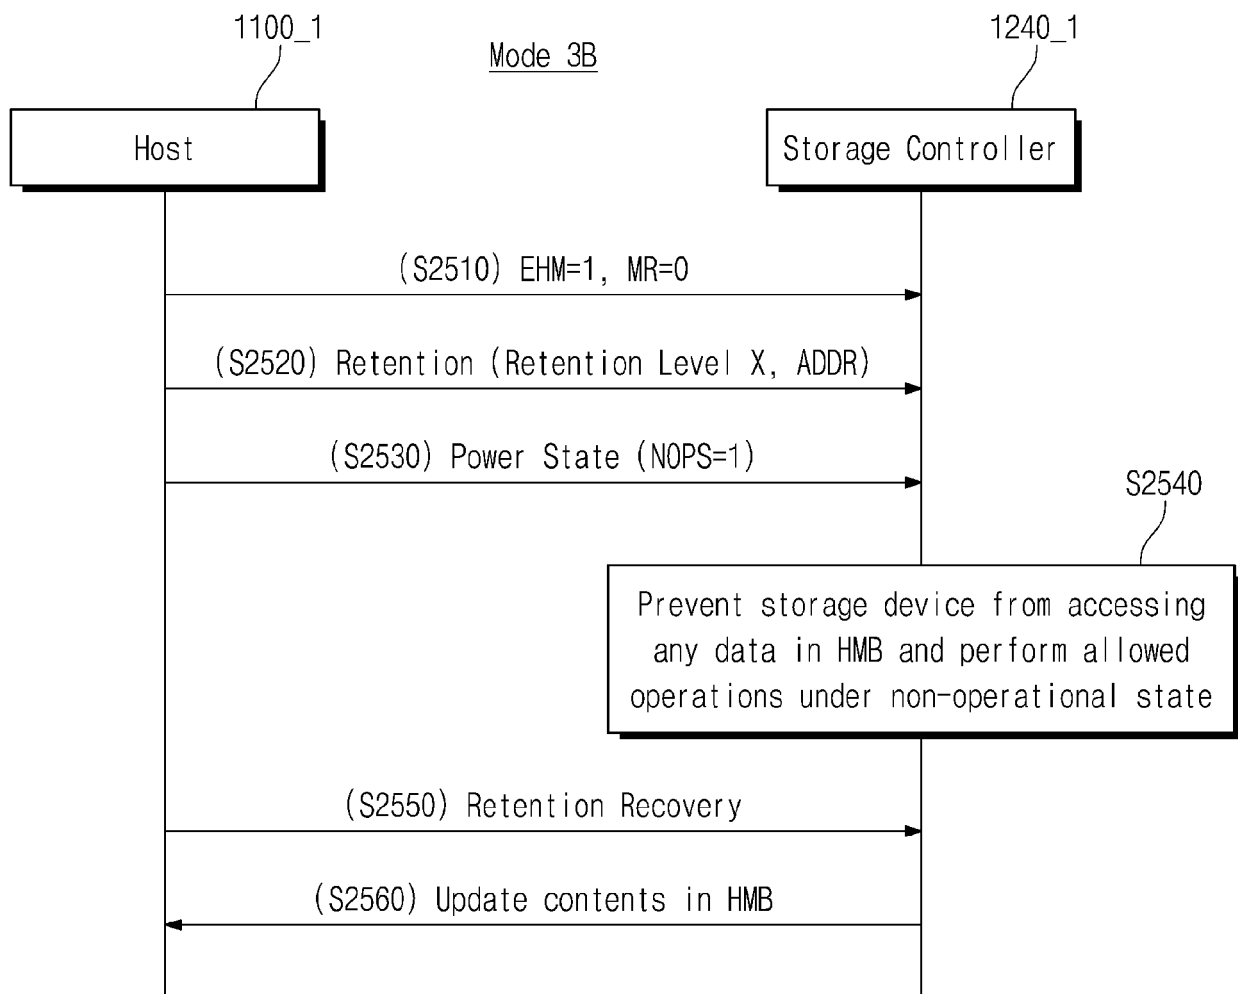 1100_1
1240_1
Mode 3B
Host
Storage Controller
(S2510) EHM=1, MR=0
(S2520) Retention (Retention Level X, ADDR)
(S2530) Power State (NOPS=1)
S2540
Prevent storage device from accessing
any data in HMB and perform allowed
operations under non-operational state
(S2550) Retention Recovery
(S2560) Update contents in HMB